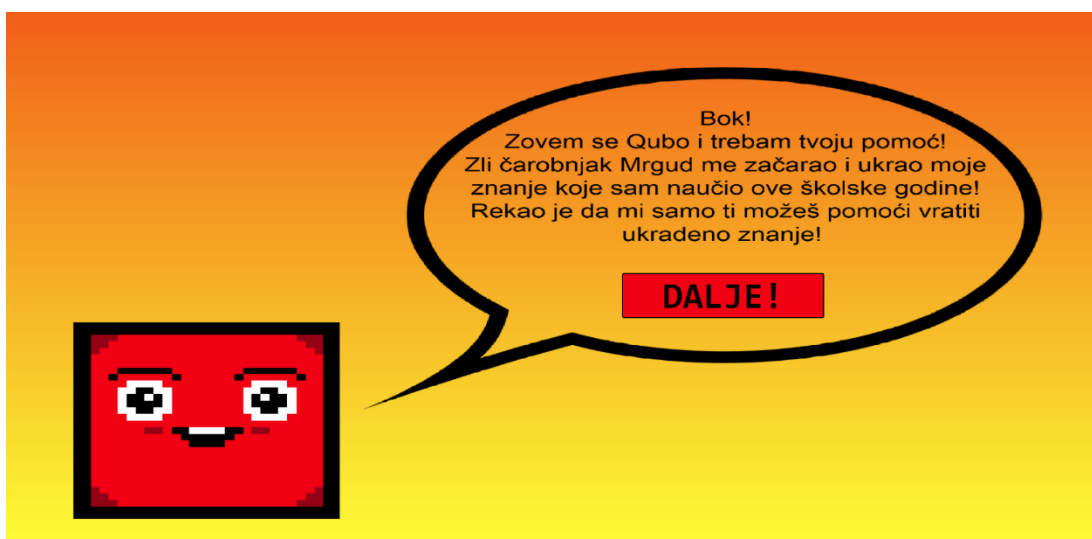 Bok!
Zovem se Qubo i trebam tvoju pomoć!
Zli čarobnjak Mrgud me začarao i ukrao moje
znanje koje sam naučio ove školske godine!
Rekao je da mi samo ti možeš pomoći vratiti
ukradeno znanje!
DALJE!